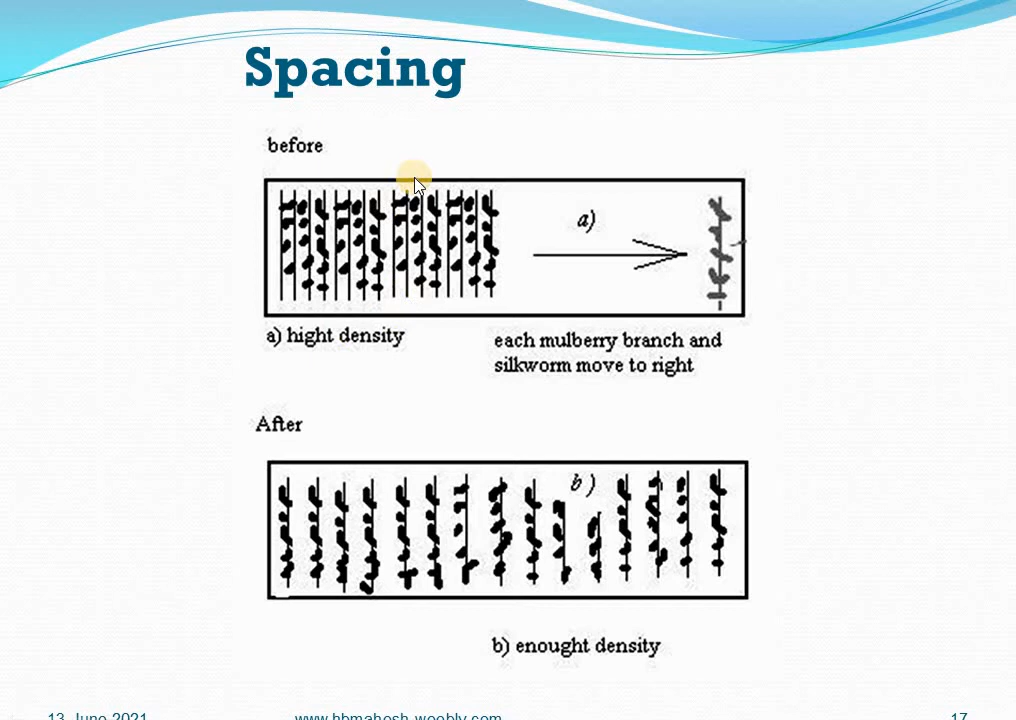 Spacing
before
a)
a) hight density
each mulberry branch and
silkworm move to right
After
b )
b) enought density
13 June 2021
www.hbmahesh.weebly.com
17